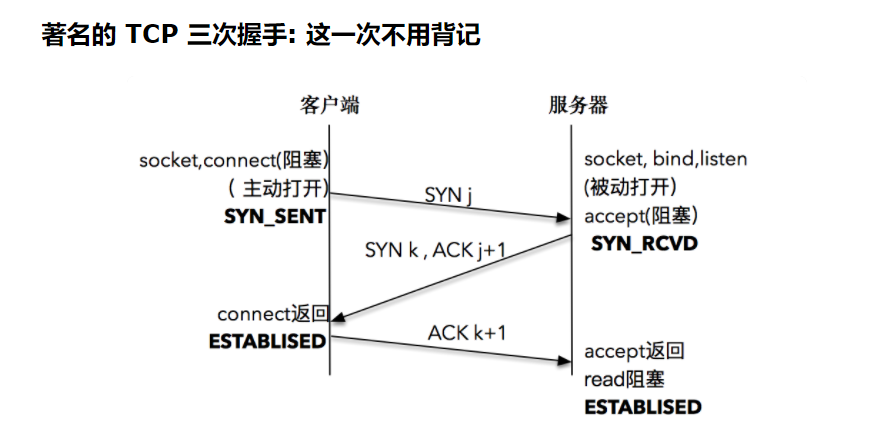 著名的 TCP 三次握手: 这一次不用背记
客户端
服务器
socket,connect(阻塞)
( 主动打开)
SYN_SENT
socket, bind,listen
(被动打开)
accept(阻塞)
SYN_RCVD
SYN j
SYN k , ACK j+1
connect返回
ESTABLISED
ACK k+1
accept返回
read阻塞
ESTABLISED